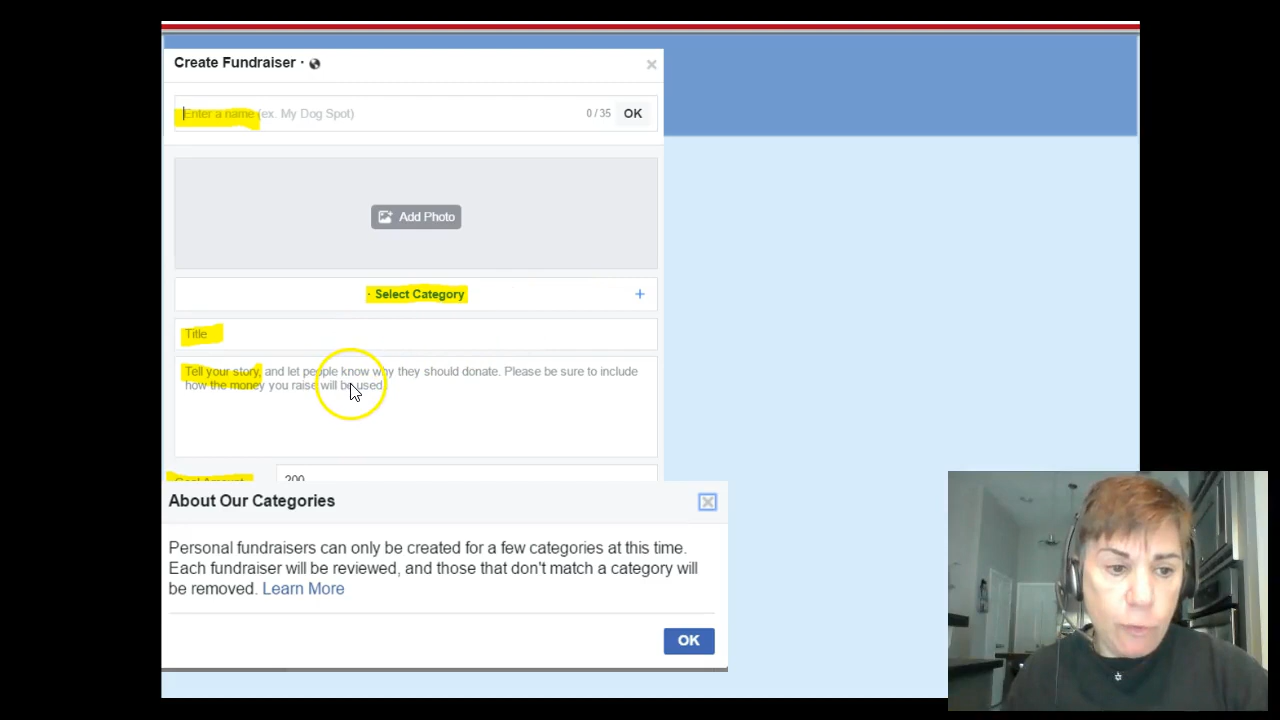 Create Fundraiser ·
Enter a name (ex. My Dog Spot) 0 / 35 OK
Add Photo
· Select Category +
Title
Tell your story, and let people know why they should donate. Please be sure to include
how the money you raise will be used.
Goal Amount 200
About Our Categories
Personal fundraisers can only be created for a few categories at this time.
Each fundraiser will be reviewed, and those that don't match a category will
be removed. Learn More
OK